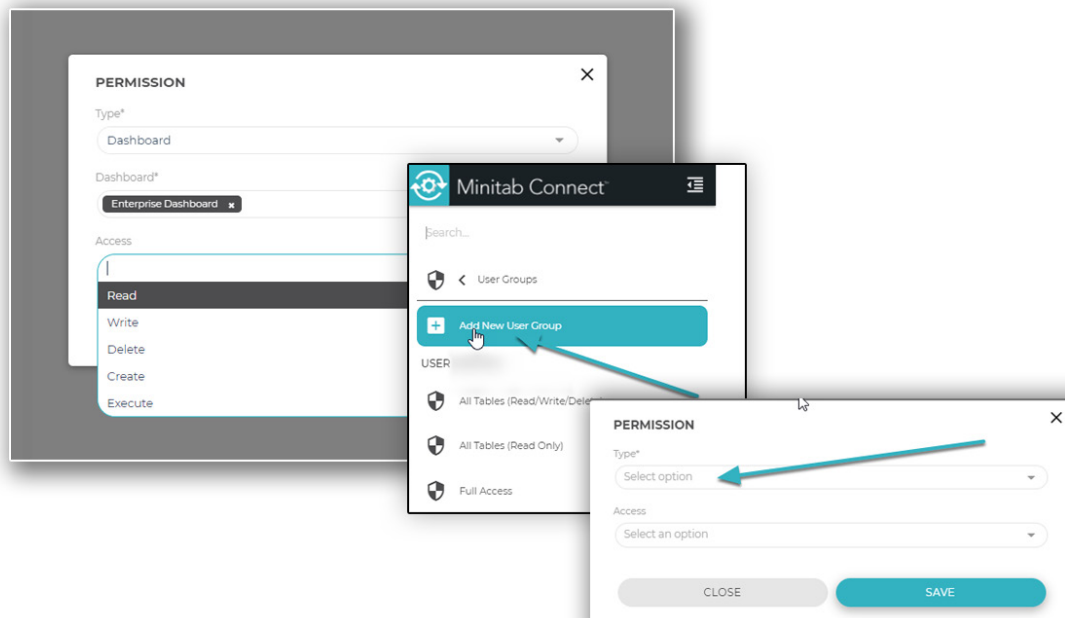 PERMISSION
Type*
Dashboard
Dashboard*
Enterprise Dashboard x
Access
Read
Write
Delete
Create
Execute
Minitab Connect™
Search...
User Groups
Add New User Group
USER
All Tables (Read/Write/Delete)
All Tables (Read Only)
Full Access
PERMISSION
Type*
Select option
Access
Select an option
CLOSE
SAVE